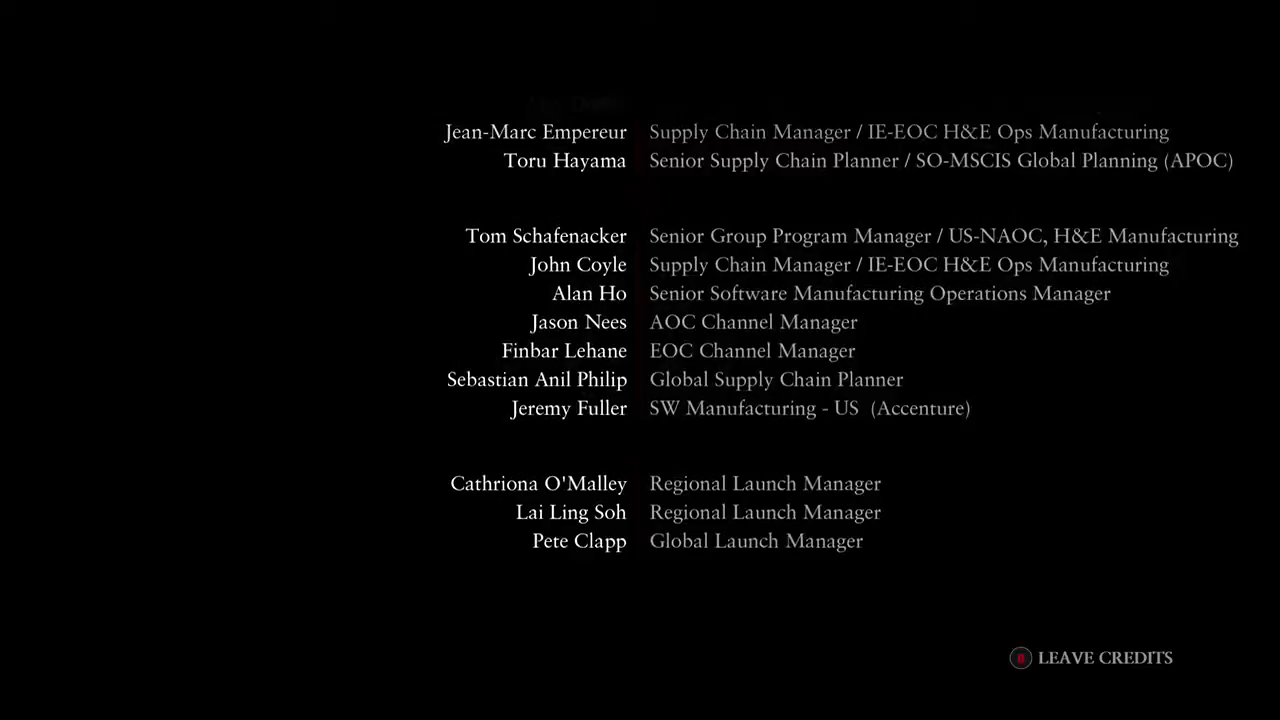 Jean-Marc Empereur Supply Chain Manager / IE-EOC H&E Ops Manufacturing
Toru Hayama Senior Supply Chain Planner / SO-MSCIS Global Planning (APOC)
Tom Schafenacker Senior Group Program Manager / US-NAOC, H&E Manufacturing
John Coyle Supply Chain Manager / IE-EOC H&E Ops Manufacturing
Alan Ho Senior Software Manufacturing Operations Manager
Jason Nees AOC Channel Manager
Finbar Lehane EOC Channel Manager
Sebastian Anil Philip Global Supply Chain Planner
Jeremy Fuller SW Manufacturing - US (Accenture)
Cathriona O'Malley Regional Launch Manager
Lai Ling Soh Regional Launch Manager
Pete Clapp Global Launch Manager
B LEAVE CREDITS